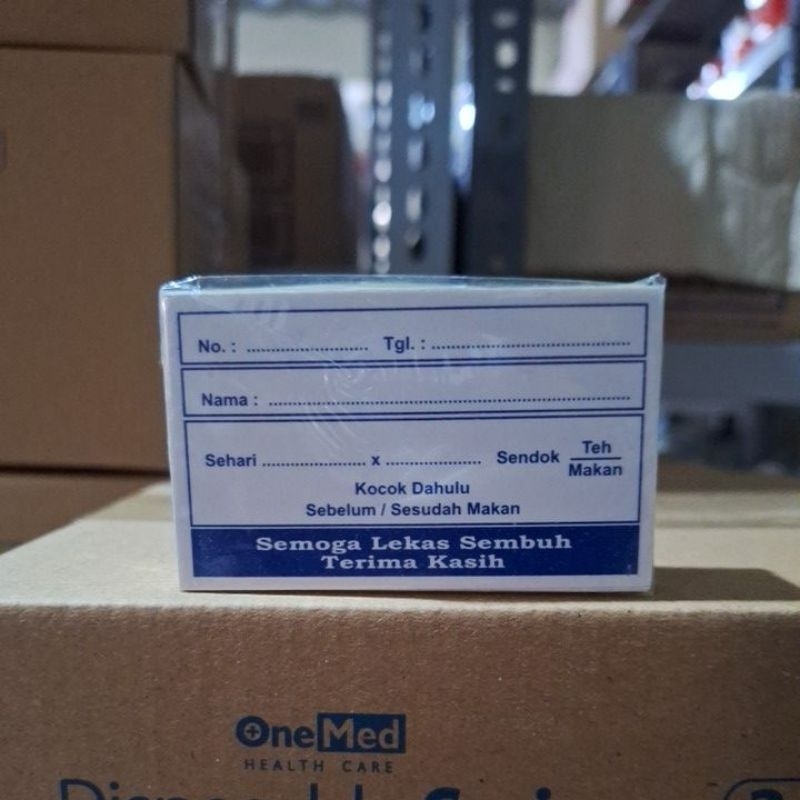 No. : ........................ Tgl. : .......................................
Nama : .......................................................................
Sehari ..................... x ................... Sendok Teh
Makan
Kocok Dahulu
Sebelum / Sesudah Makan
Semoga Lekas Sembuh
Terima Kasih
OneMed
HEALTH CARE